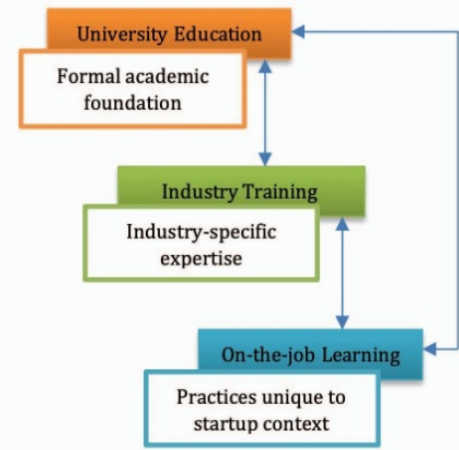 University Education
Formal academic
foundation
Industry Training
Industry-specific
expertise
On-the-job Learning
Practices unique to
startup context